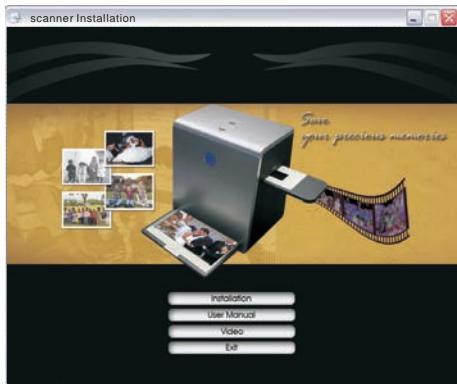 scanner Installation
Save
your precious memories
Installation
User Manual
Video
Exit